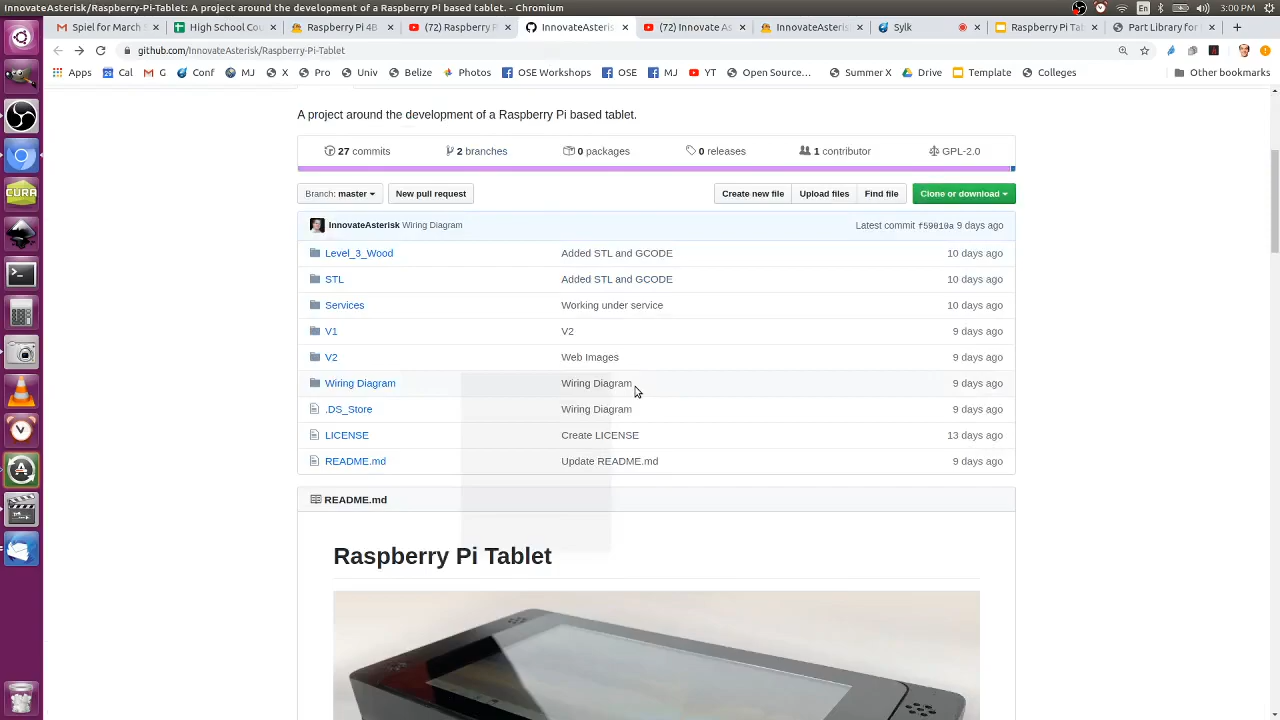 InnovateAsterisk/Raspberry-Pi-Tablet: A project around the development of a Raspberry Pi based tablet. - Chromium
En
3:00 PM
Spiel for March
High School Cou
Raspberry Pi 4B
(72) Raspberry P
InnovateAsteris
(72) Innovate As
InnovateAsterisk
Sylk
Raspberry Pi Tab
Part Library for
github.com/InnovateAsterisk/Raspberry-Pi-Tablet
Apps
Cal
G
Conf
MJ
X
Pro
Univ
Belize
Photos
OSE Workshops
OSE
MJ
YT
Open Source...
Summer X
Drive
Template
Colleges
Other bookmarks
A project around the development of a Raspberry Pi based tablet.
27 commits
2 branches
0 packages
0 releases
1 contributor
GPL-2.0
Branch: master
New pull request
Create new file
Upload files
Find file
Clone or download
InnovateAsterisk Wiring Diagram
Latest commit f59010a 9 days ago
Level_3_Wood Added STL and GCODE 10 days ago
STL Added STL and GCODE 10 days ago
Services Working under service 10 days ago
V1 V2 9 days ago
V2 Web Images 9 days ago
Wiring Diagram Wiring Diagram 9 days ago
.DS_Store Wiring Diagram 9 days ago
LICENSE Create LICENSE 13 days ago
README.md Update README.md 9 days ago
README.md
Raspberry Pi Tablet
CURA